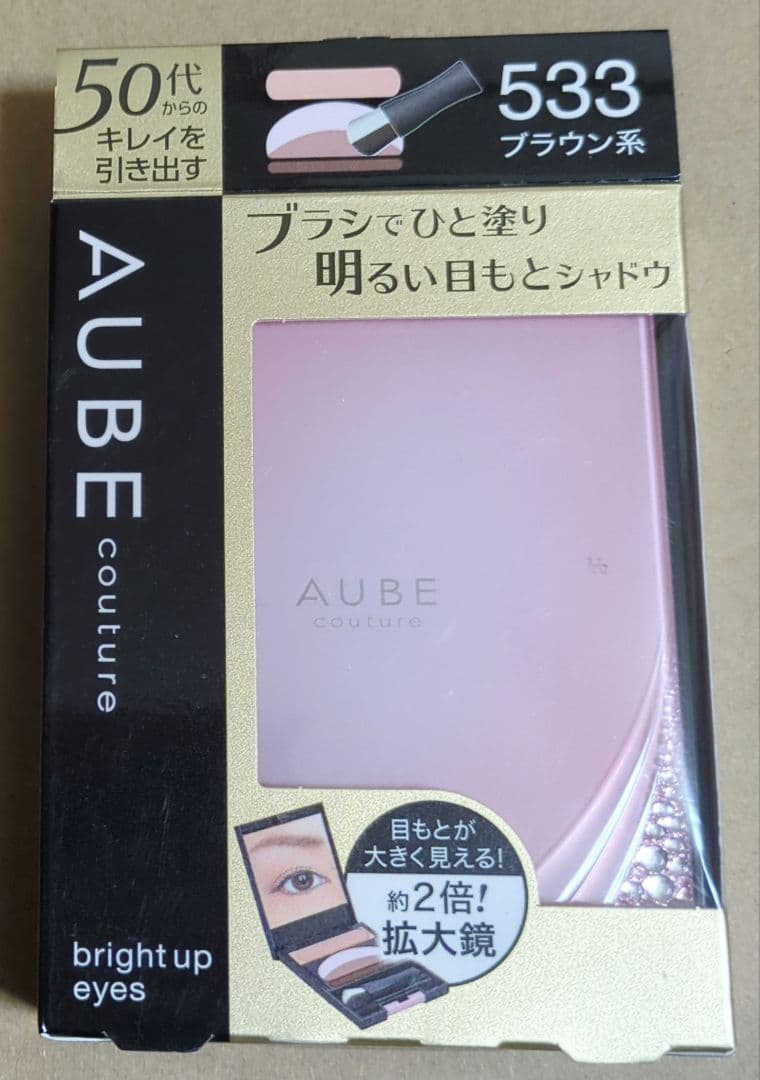 50代
からの
キレイを
引き出す
533
ブラウン系
ブラシでひと塗り
明るい目もとシャドウ
AUBE
couture
AUBE
couture
目もとが
大きく見える!
約2倍!
拡大鏡
bright up
eyes